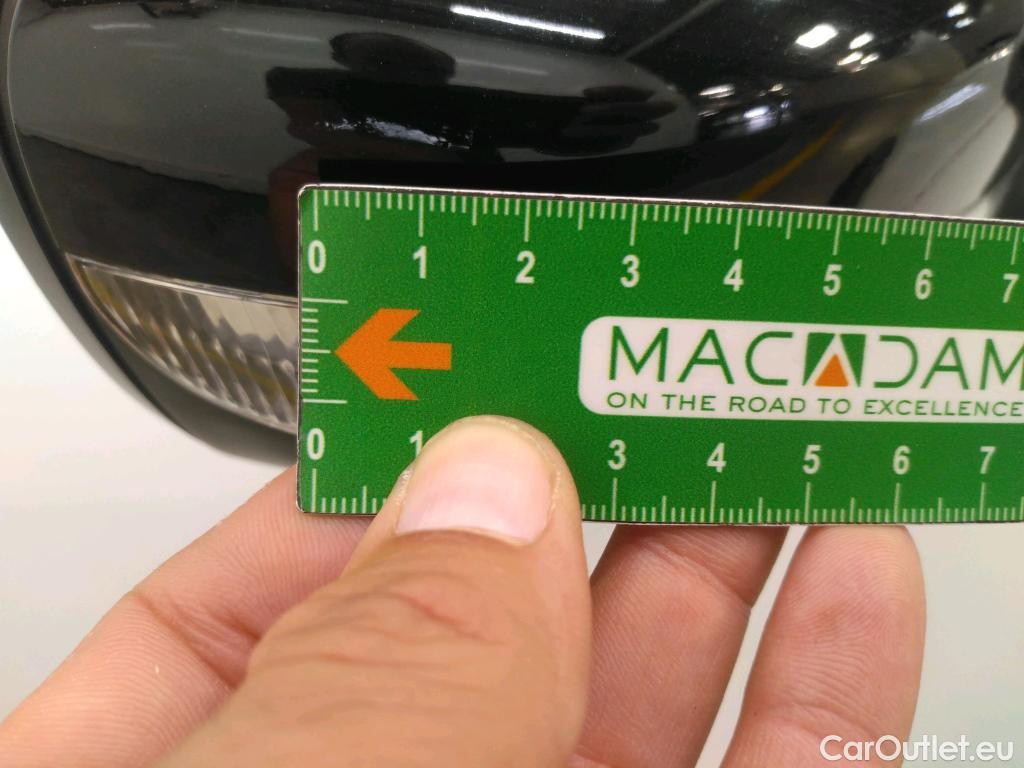 0 1 2 3 4 5 6 7
MACADAM
ON THE ROAD TO EXCELLENCE
0 1 3 4 5 6 7
CarOutlet.eu